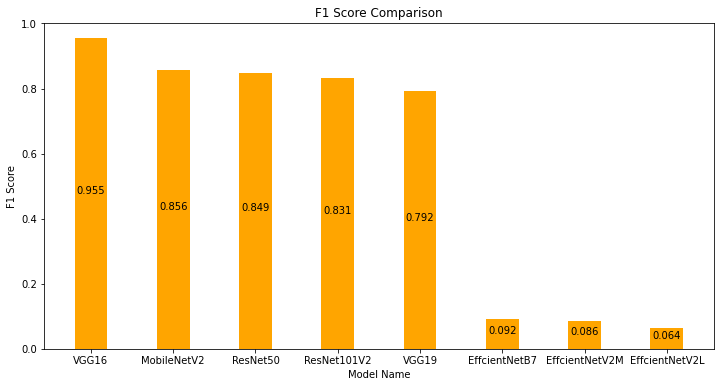 F1 Score Comparison
F1 Score
1.0
0.8
0.6
0.4
0.2
0.0
0.955
0.856
0.849
0.831
0.792
0.092
0.086
0.064
VGG16
MobileNetV2
ResNet50
ResNet101V2
VGG19
EffcientNetB7
EffcientNetV2M
EffcientNetV2L
Model Name